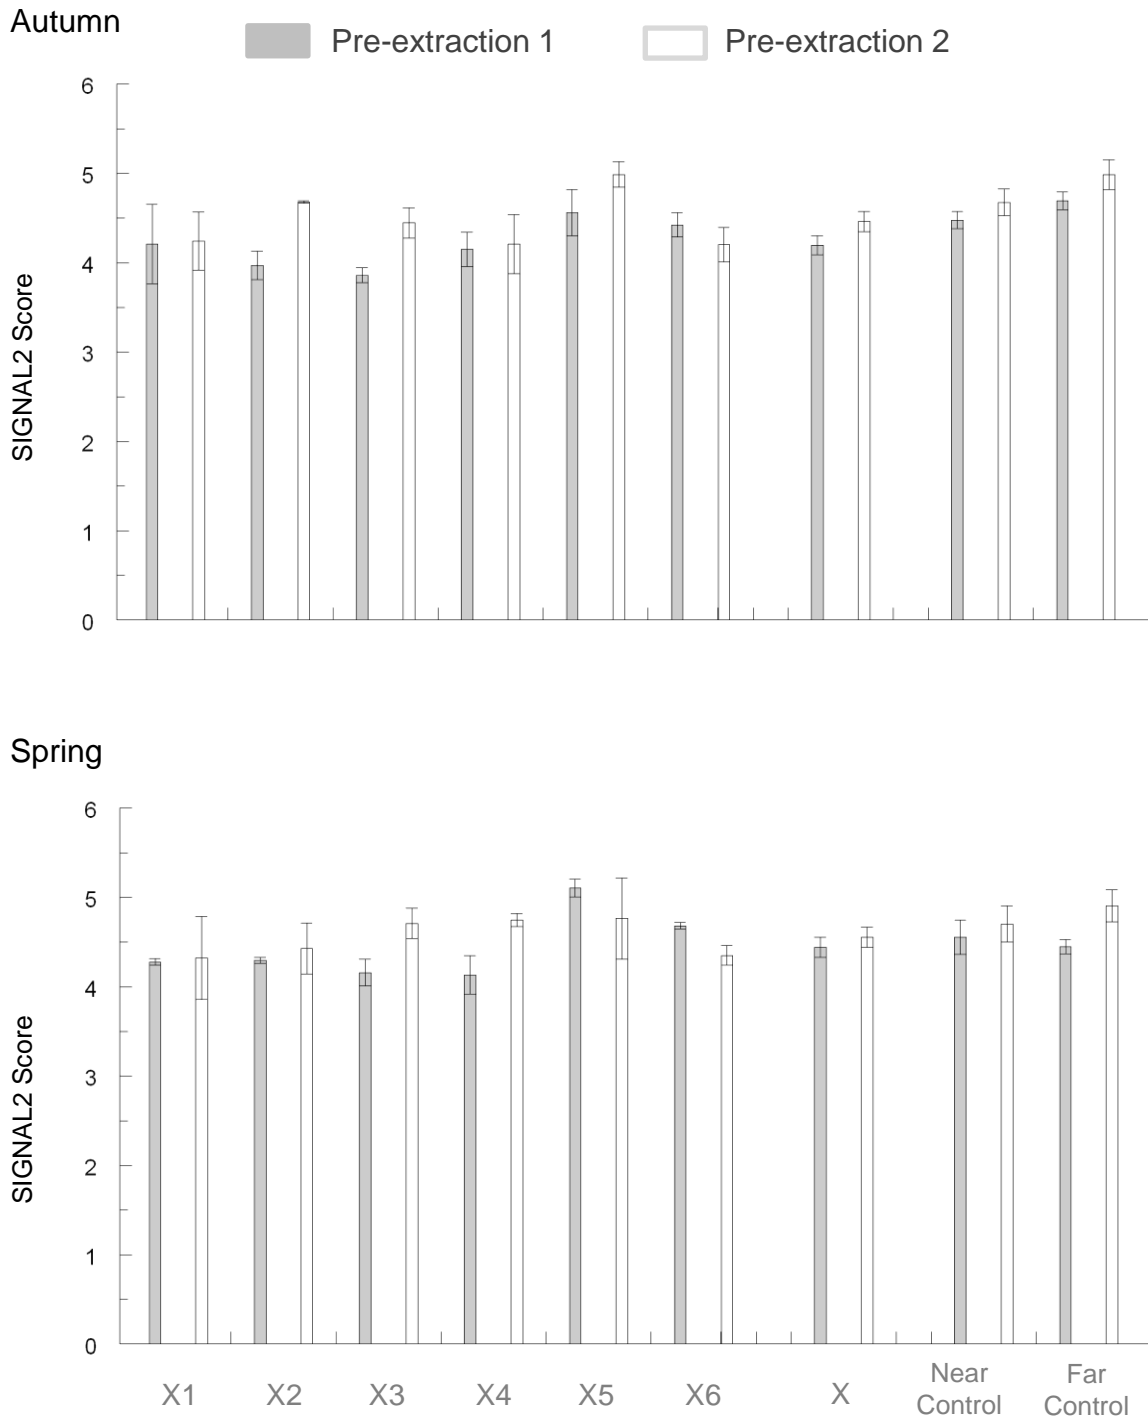 Autumn
Pre-extraction 1 Pre-extraction 2
6
5
4
3
2
1
0
SIGNAL2 Score
Spring
6
5
4
3
2
1
0
SIGNAL2 Score
X1 X2 X3 X4 X5 X6 X Near Control Far Control